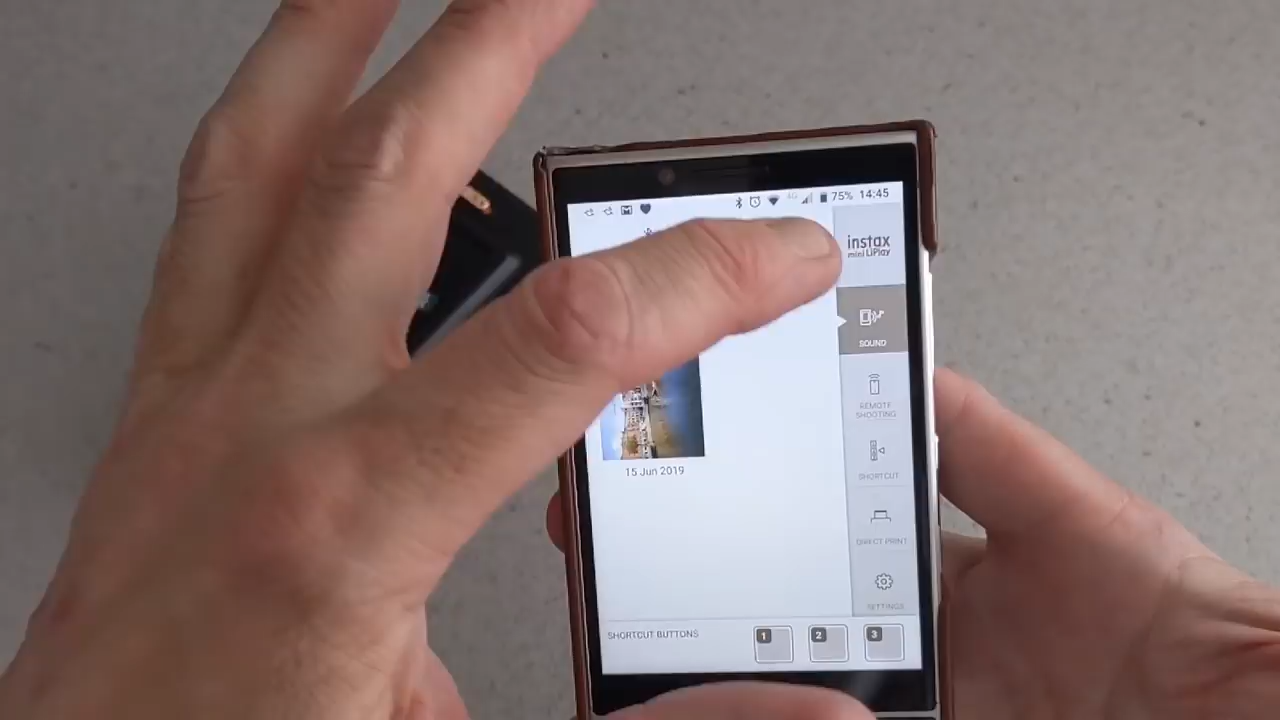 4G 75% 14:45
instax
mini LiPlay
SOUND
REMOTE
SHOOTING
15 Jun 2019
SHORTCUT
DIRECT PRINT
SETTINGS
SHORTCUT BUTTONS 1 2 3